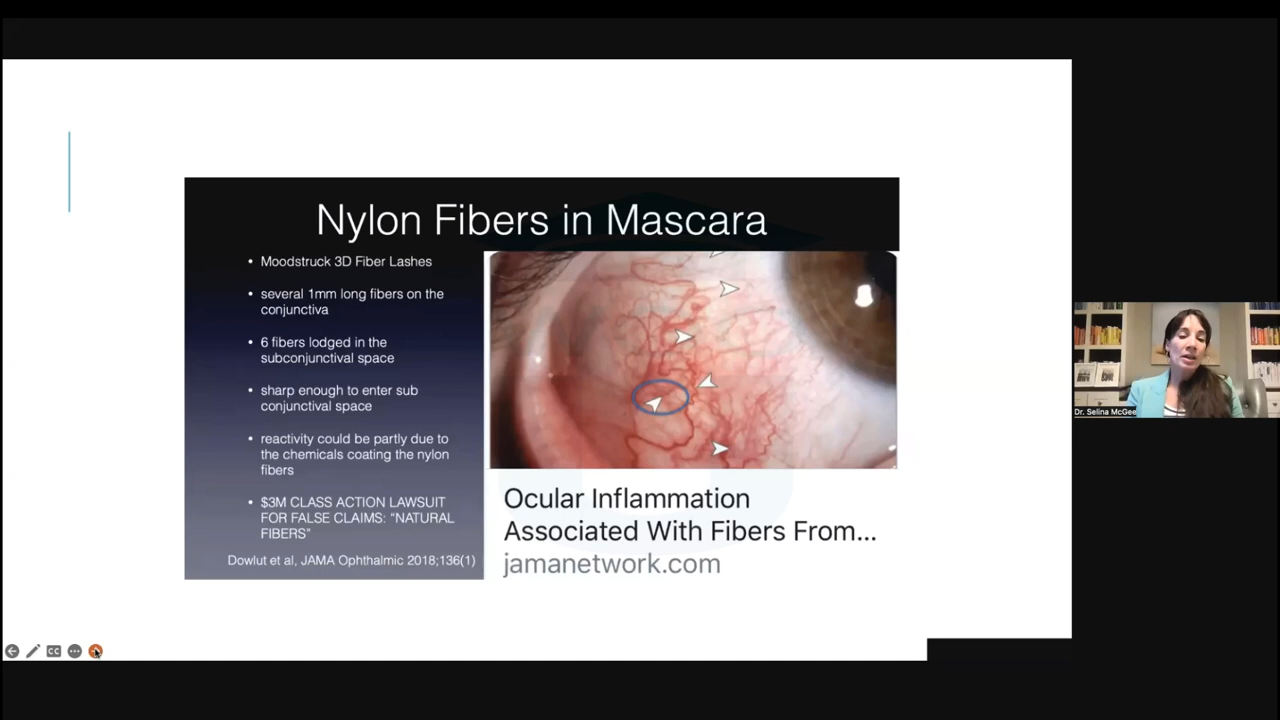 Nylon Fibers in Mascara
• Moodstruck 3D Fiber Lashes
• several 1mm long fibers on the
conjunctiva
• 6 fibers lodged in the
subconjunctival space
• sharp enough to enter sub
conjunctival space
• reactivity could be partly due to
the chemicals coating the nylon
fibers
• $3M CLASS ACTION LAWSUIT
FOR FALSE CLAIMS: "NATURAL
FIBERS"
Dowlut et al, JAMA Ophthalmic 2018;136(1)
Ocular Inflammation
Associated With Fibers From...
jamanetwork.com
Dr. Selina McGee
CC